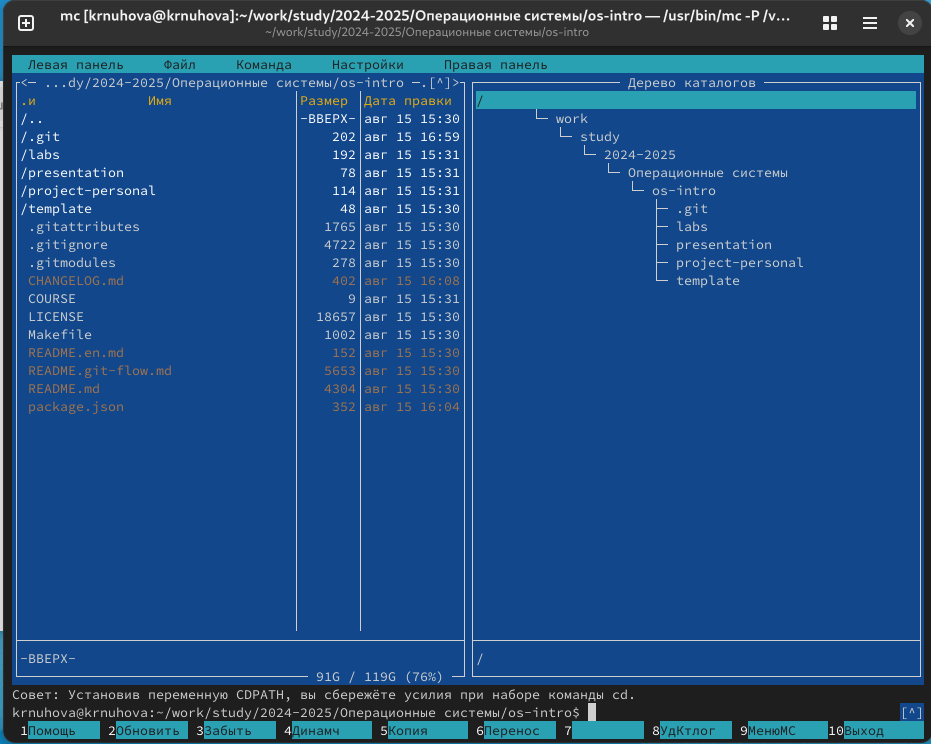 mc [krnuhova@krnuhova]:~/work/study/2024-2025/Операционные системы/os-intro — /usr/bin/mc -P /v...
~/work/study/2024-2025/Операционные системы/os-intro
Левая панель Файл Команда Настройки Правая панель
<— ...dy/2024-2025/Операционные системы/os-intro —.[^]>
.и Имя Размер Дата правки
/.. -ВВЕРХ- авг 15 15:30
/.git 202 авг 15 16:59
/labs 192 авг 15 15:31
/presentation 78 авг 15 15:31
/project-personal 114 авг 15 15:31
/template 48 авг 15 15:30
.gitattributes 1765 авг 15 15:30
.gitignore 4722 авг 15 15:30
.gitmodules 278 авг 15 15:30
CHANGELOG.md 402 авг 15 16:08
COURSE 9 авг 15 15:31
LICENSE 18657 авг 15 15:30
Makefile 1002 авг 15 15:30
README.en.md 152 авг 15 15:30
README.git-flow.md 5653 авг 15 15:30
README.md 4304 авг 15 15:30
package.json 352 авг 15 16:04
-ВВЕРХ-
91G / 119G (76%)
Дерево каталогов
/
work
study
2024-2025
Операционные системы
os-intro
.git
labs
presentation
project-personal
template
/
Совет: Установив переменную CDPATH, вы сбережёте усилия при наборе команды cd.
krnuhova@krnuhova:~/work/study/2024-2025/Операционные системы/os-intro$ [^]
1Помощь 2Обновить 3Забыть 4Динамч 5Копия 6Перенос 7 8УдКтлог 9МенюМС 10Выход